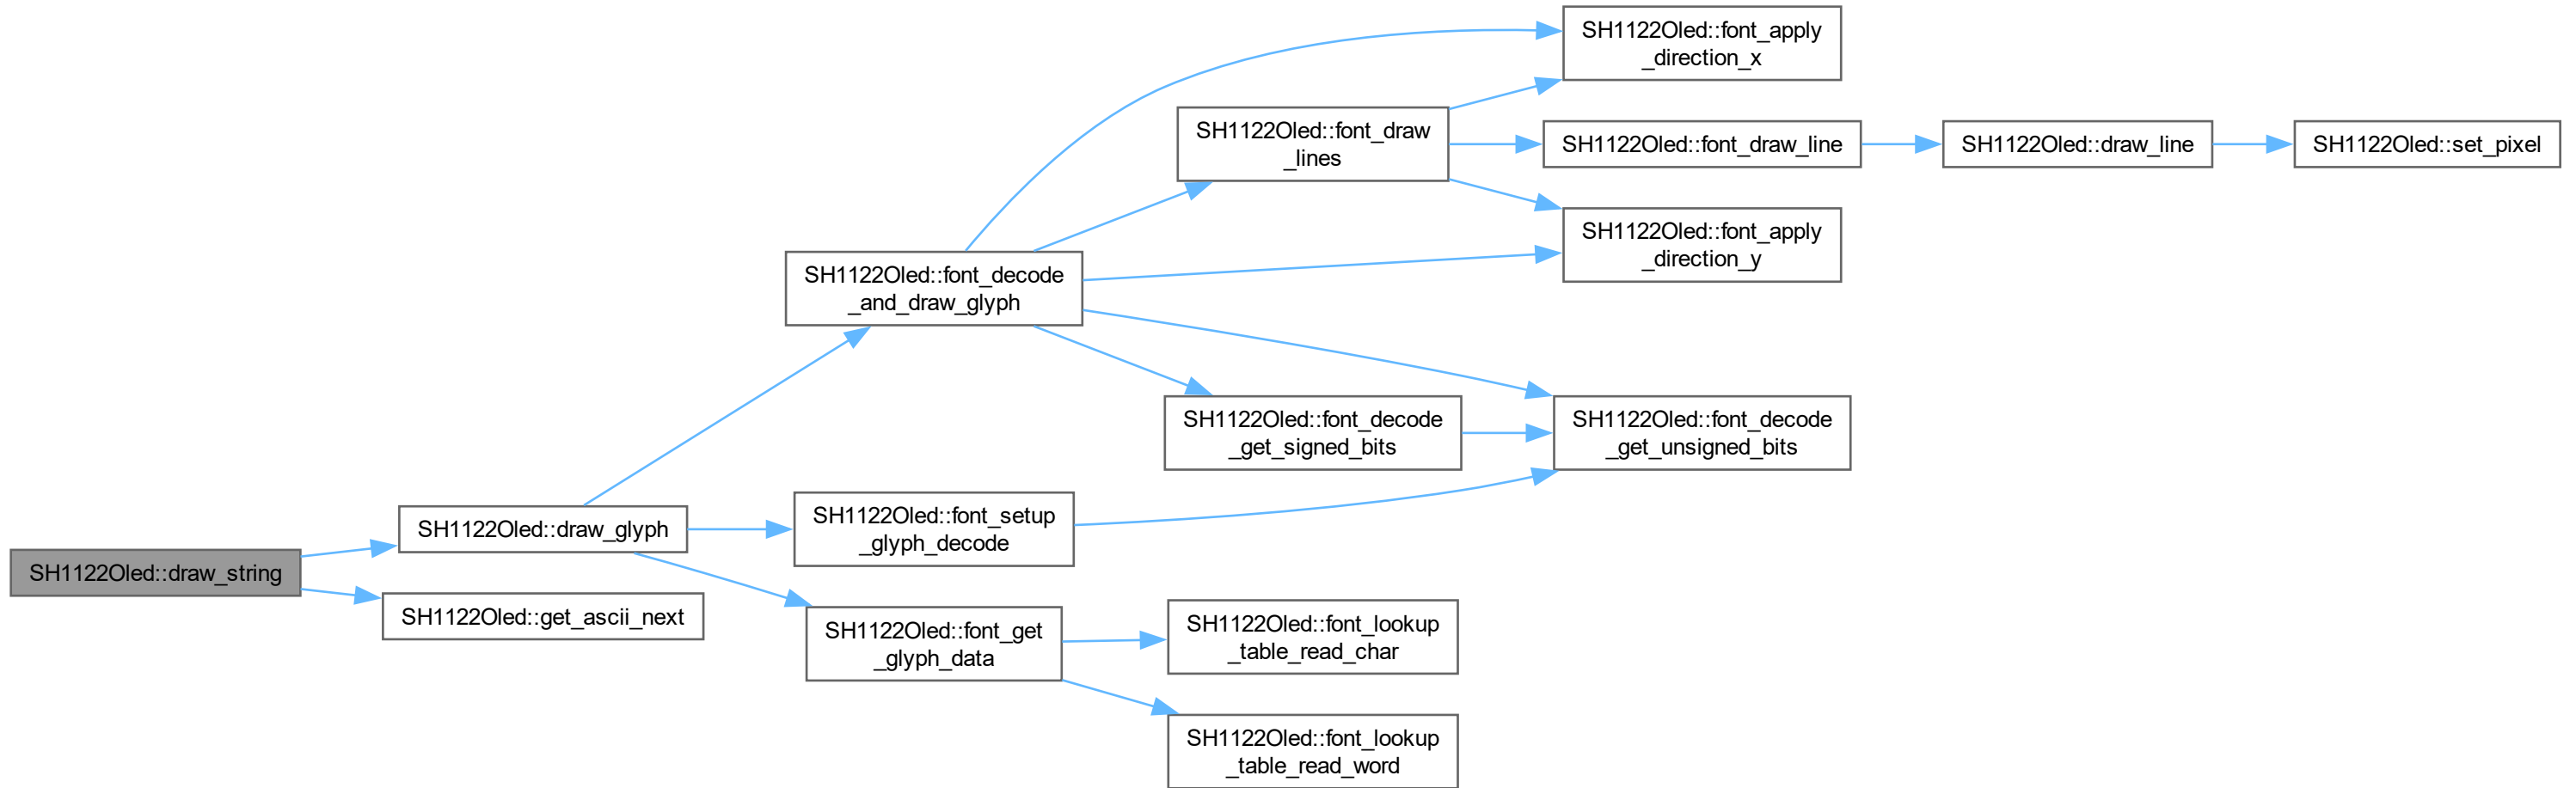 SH1122Oled::draw_string
SH1122Oled::draw_glyph
SH1122Oled::get_ascii_next
SH1122Oled::font_decode
_and_draw_glyph
SH1122Oled::font_setup
_glyph_decode
SH1122Oled::font_get
_glyph_data
SH1122Oled::font_draw
_lines
SH1122Oled::font_decode
_get_signed_bits
SH1122Oled::font_lookup
_table_read_char
SH1122Oled::font_lookup
_table_read_word
SH1122Oled::font_apply
_direction_x
SH1122Oled::font_draw_line
SH1122Oled::font_apply
_direction_y
SH1122Oled::font_decode
_get_unsigned_bits
SH1122Oled::draw_line
SH1122Oled::set_pixel